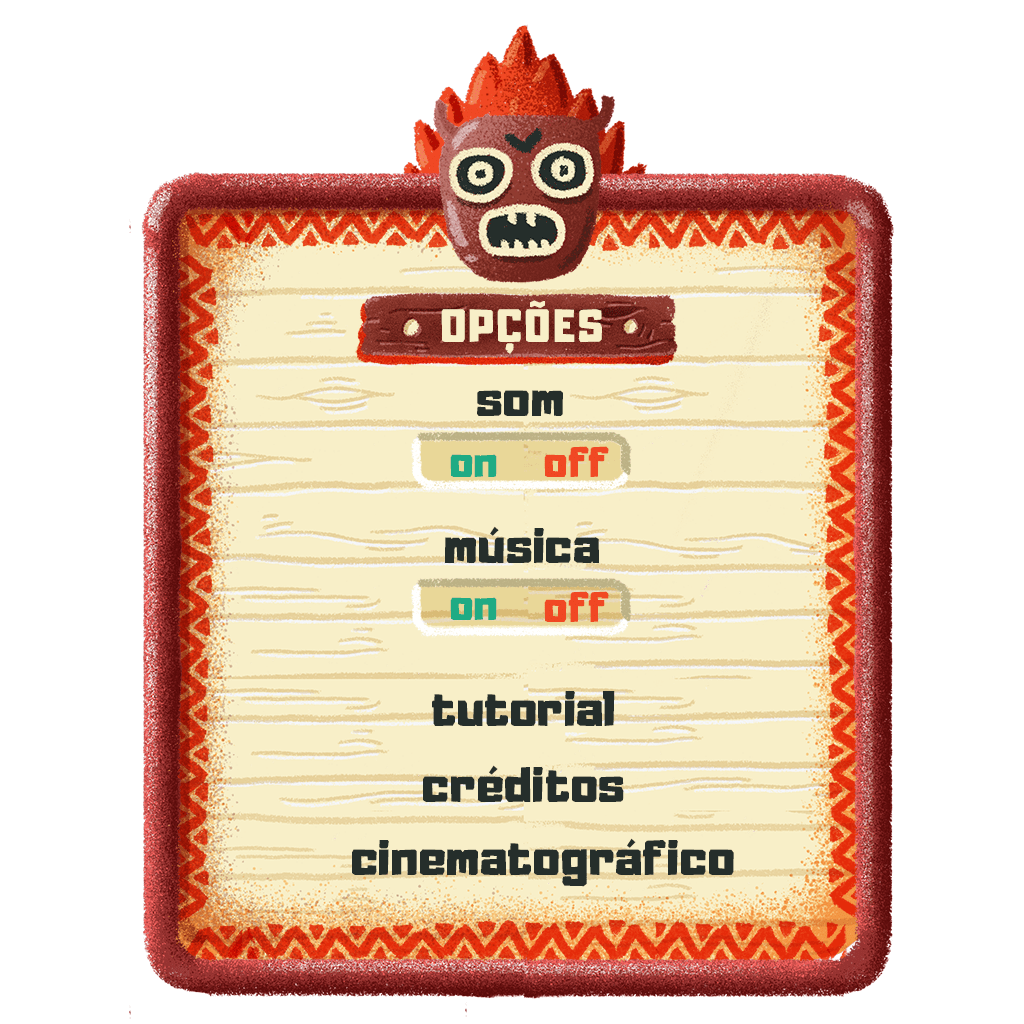 OPÇÕES
som
on off
música
on off
tutorial
créditos
cinematográfico